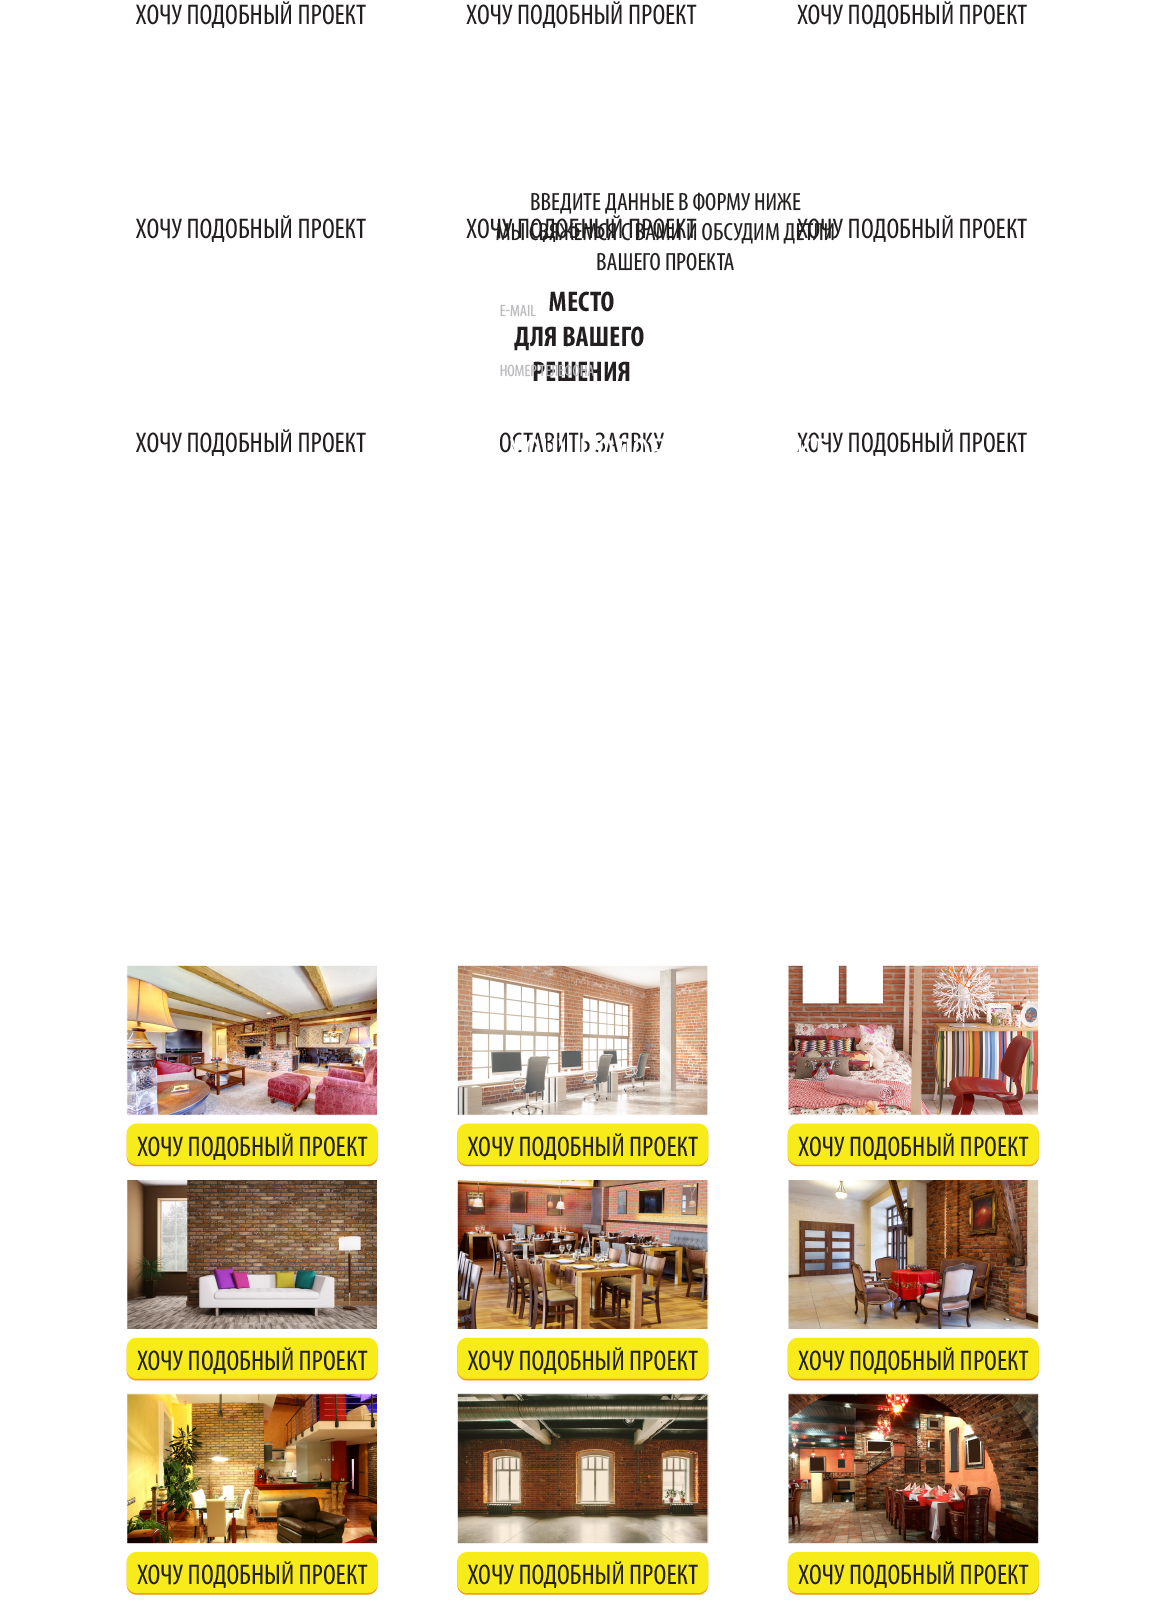 ХОЧУ ПОДОБНЫЙ ПРОЕКТ
ХОЧУ ПОДОБНЫЙ ПРОЕКТ
ХОЧУ ПОДОБНЫЙ ПРОЕКТ
ВВЕДИТЕ ДАННЫЕ В ФОРМУ НИЖЕ
ХОЧУ ПОДОБНЫЙ ПРОЕКТ
ХОЧУ ПОДОБНЫЙ ПРОЕКТ
ХОЧУ ПОДОБНЫЙ ПРОЕКТ
МЫ СВЯЖЕМСЯ С ВАМИ И ОБСУДИМ ДЕТЛИ
ВАШЕГО ПРОЕКТА
E-MAIL
МЕСТО
ДЛЯ ВАШЕГО
РЕШЕНИЯ
НОМЕР ТЕЛЕФОНА
ХОЧУ ПОДОБНЫЙ ПРОЕКТ
ОСТАВИТЬ ЗАЯВКУ
ХОЧУ ПОДОБНЫЙ ПРОЕКТ
ХОЧУ ПОДОБНЫЙ ПРОЕКТ
ХОЧУ ПОДОБНЫЙ ПРОЕКТ
ХОЧУ ПОДОБНЫЙ ПРОЕКТ
ХОЧУ ПОДОБНЫЙ ПРОЕКТ
ХОЧУ ПОДОБНЫЙ ПРОЕКТ
ХОЧУ ПОДОБНЫЙ ПРОЕКТ
ХОЧУ ПОДОБНЫЙ ПРОЕКТ
ХОЧУ ПОДОБНЫЙ ПРОЕКТ
ХОЧУ ПОДОБНЫЙ ПРОЕКТ